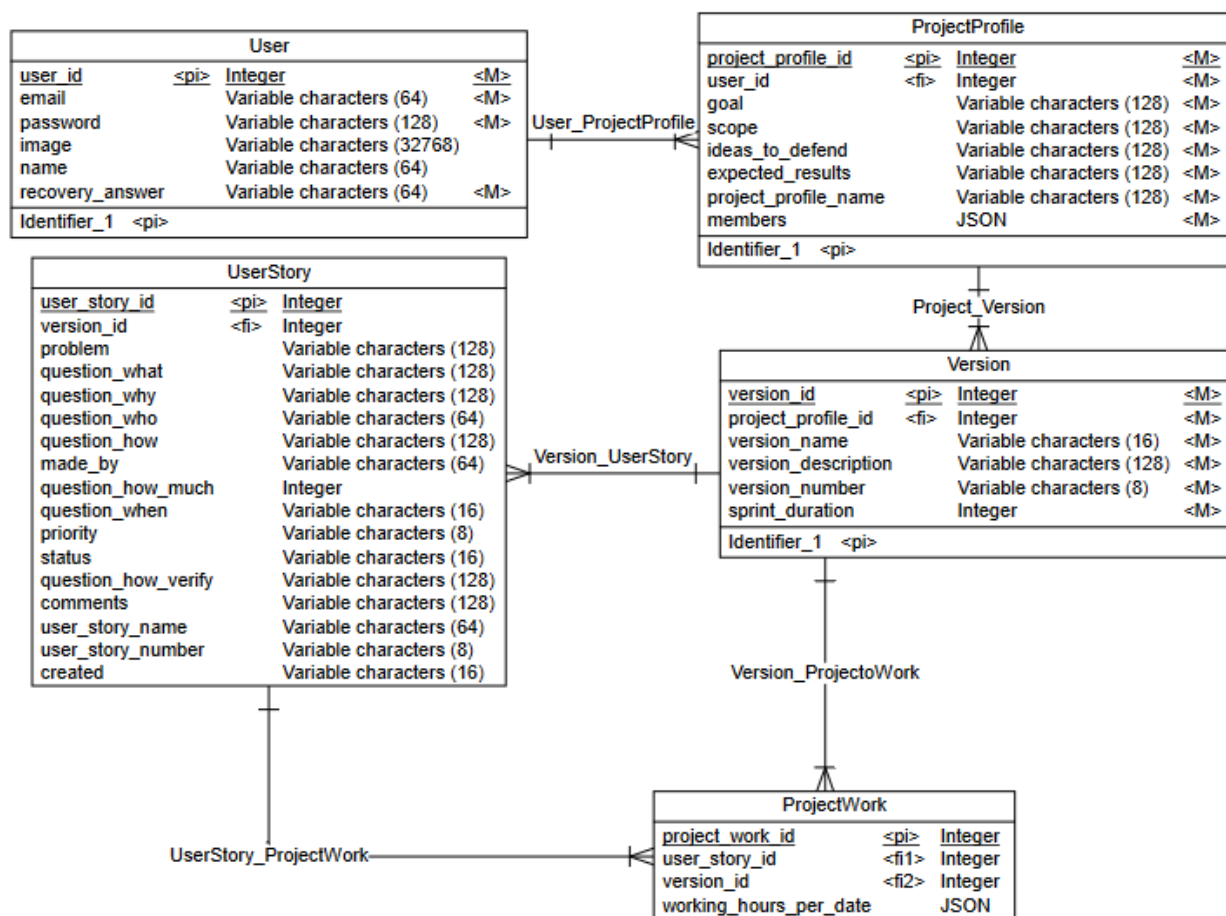 User
user_id <pi> Integer <M>
email Variable characters (64) <M>
password Variable characters (128) <M>
image Variable characters (32768)
name Variable characters (64)
recovery_answer Variable characters (64) <M>
Identifier_1 <pi>
User_ProjectProfile
ProjectProfile
project_profile_id <pi> Integer <M>
user_id <fi> Integer <M>
goal Variable characters (128) <M>
scope Variable characters (128) <M>
ideas_to_defend Variable characters (128) <M>
expected_results Variable characters (128) <M>
project_profile_name Variable characters (128) <M>
members JSON <M>
Identifier_1 <pi>
Project_Version
UserStory
user_story_id <pi> Integer
version_id <fi> Integer
problem Variable characters (128)
question_what Variable characters (128)
question_why Variable characters (128)
question_who Variable characters (64)
question_how Variable characters (128)
made_by Variable characters (64)
question_how_much Integer
question_when Variable characters (16)
priority Variable characters (8)
status Variable characters (16)
question_how_verify Variable characters (128)
comments Variable characters (128)
user_story_name Variable characters (64)
user_story_number Variable characters (8)
created Variable characters (16)
Version_UserStory
Version
version_id <pi> Integer <M>
project_profile_id <fi> Integer <M>
version_name Variable characters (16) <M>
version_description Variable characters (128) <M>
version_number Variable characters (8) <M>
sprint_duration Integer <M>
Identifier_1 <pi>
Version_ProjectoWork
UserStory_ProjectWork
ProjectWork
project_work_id <pi> Integer
user_story_id <fi1> Integer
version_id <fi2> Integer
working_hours_per_date JSON